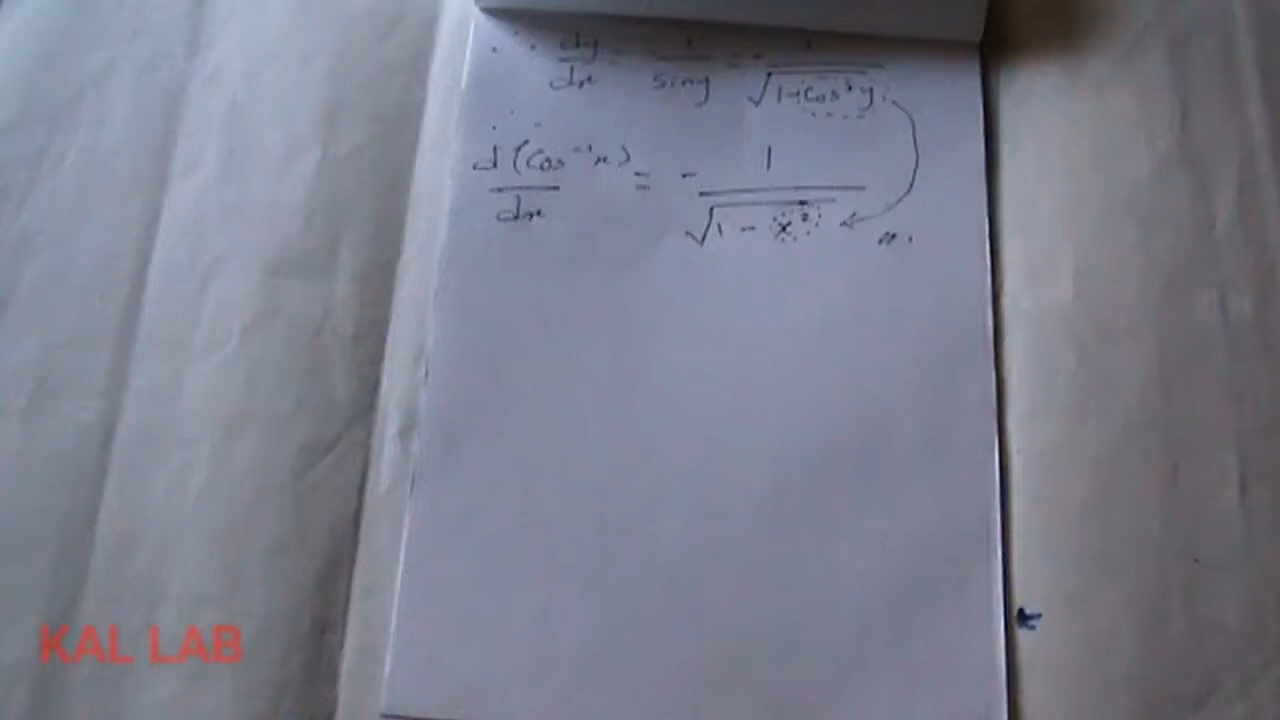 ∴ dy/dx = 1/sin y = - 1/√(1-Cos²y)
∴
d(Cos⁻¹x)/dx = - 1/√(1 - x²)
KAL LAB